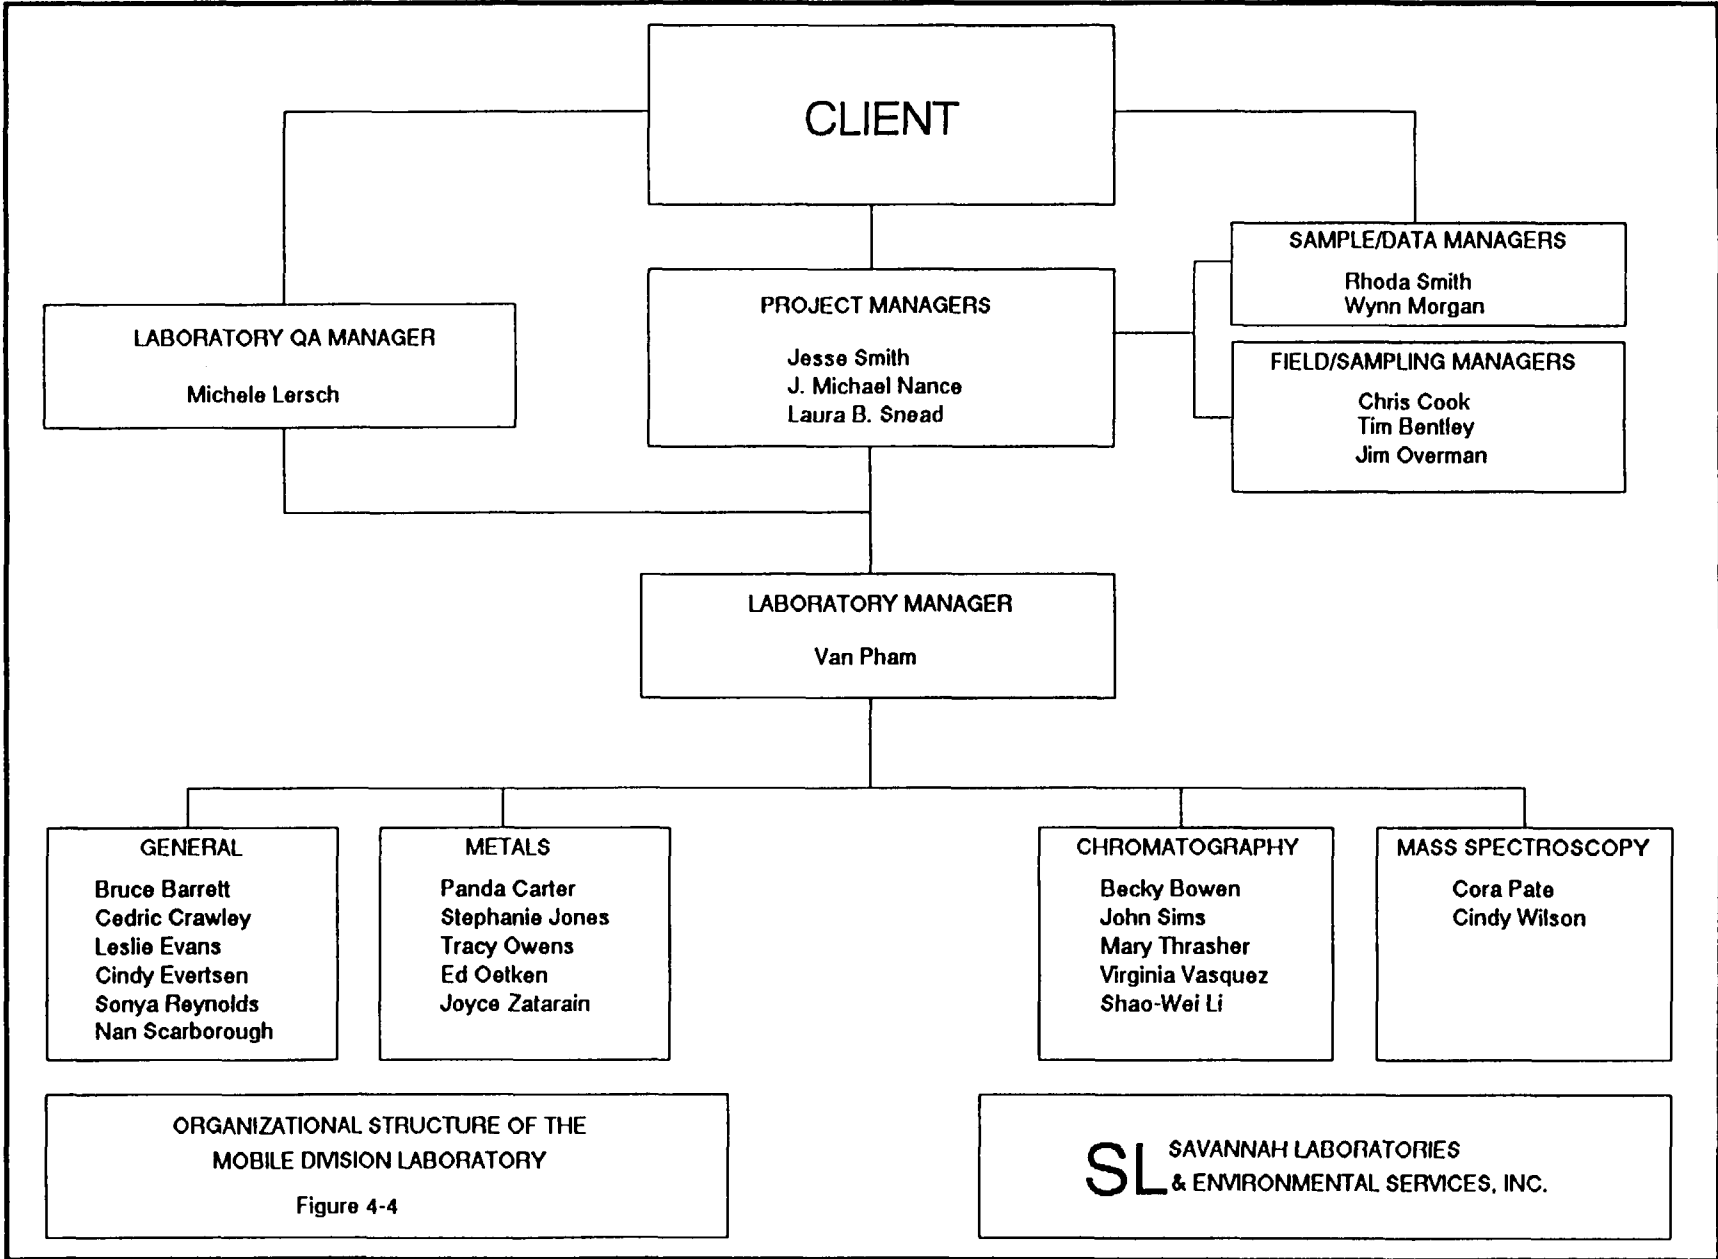 CLIENT
SAMPLE/DATA MANAGERS
Rhoda Smith
Wynn Morgan
PROJECT MANAGERS
Jesse Smith
J. Michael Nance
Laura B. Snead
LABORATORY QA MANAGER
Michele Lersch
FIELD/SAMPLING MANAGERS
Chris Cook
Tim Bentley
Jim Overman
LABORATORY MANAGER
Van Pham
GENERAL
Bruce Barrett
Cedric Crawley
Leslie Evans
Cindy Evertsen
Sonya Reynolds
Nan Scarborough
METALS
Panda Carter
Stephanie Jones
Tracy Owens
Ed Oetken
Joyce Zatarain
CHROMATOGRAPHY
Becky Bowen
John Sims
Mary Thrasher
Virginia Vasquez
Shao-Wei Li
MASS SPECTROSCOPY
Cora Pate
Cindy Wilson
ORGANIZATIONAL STRUCTURE OF THE
MOBILE DIVISION LABORATORY
Figure 4-4
SL
SAVANNAH LABORATORIES
& ENVIRONMENTAL SERVICES, INC.